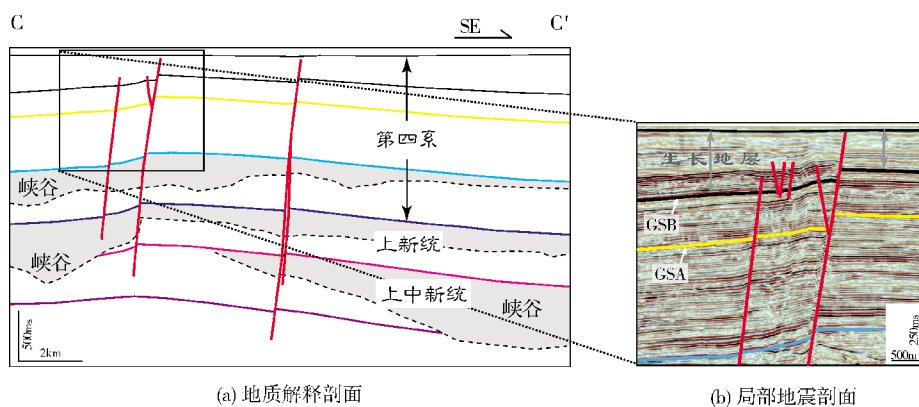 C
SE
C'
第四系
峡谷
上新统
峡谷
上中新统
峡谷
500ms
2km
(a) 地质解释剖面
生长地层
GSB
GSA
250ms
500m
(b) 局部地震剖面